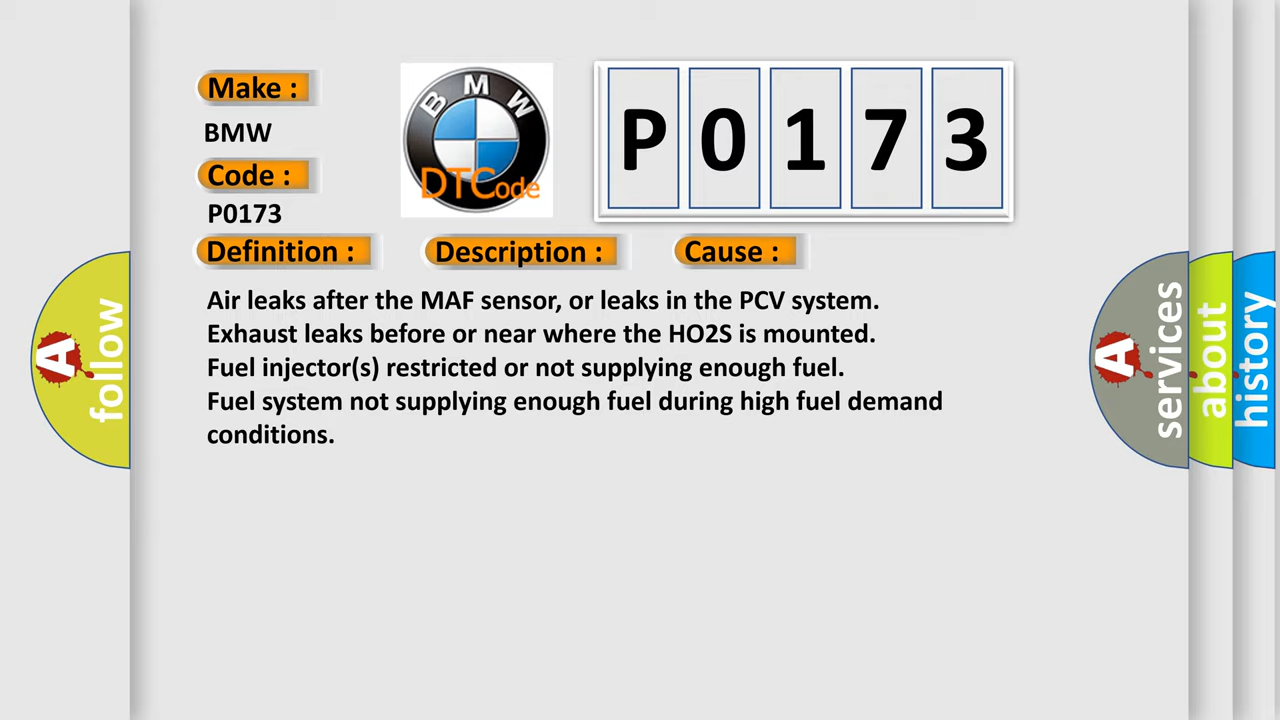 Make :
BMW
Code :
P0173
BMW
DTCode
P0173
Definition :
Description :
Cause :
Air leaks after the MAF sensor, or leaks in the PCV system.
Exhaust leaks before or near where the HO2S is mounted.
Fuel injector(s) restricted or not supplying enough fuel.
Fuel system not supplying enough fuel during high fuel demand
conditions.
A
follow
A
services
about
history